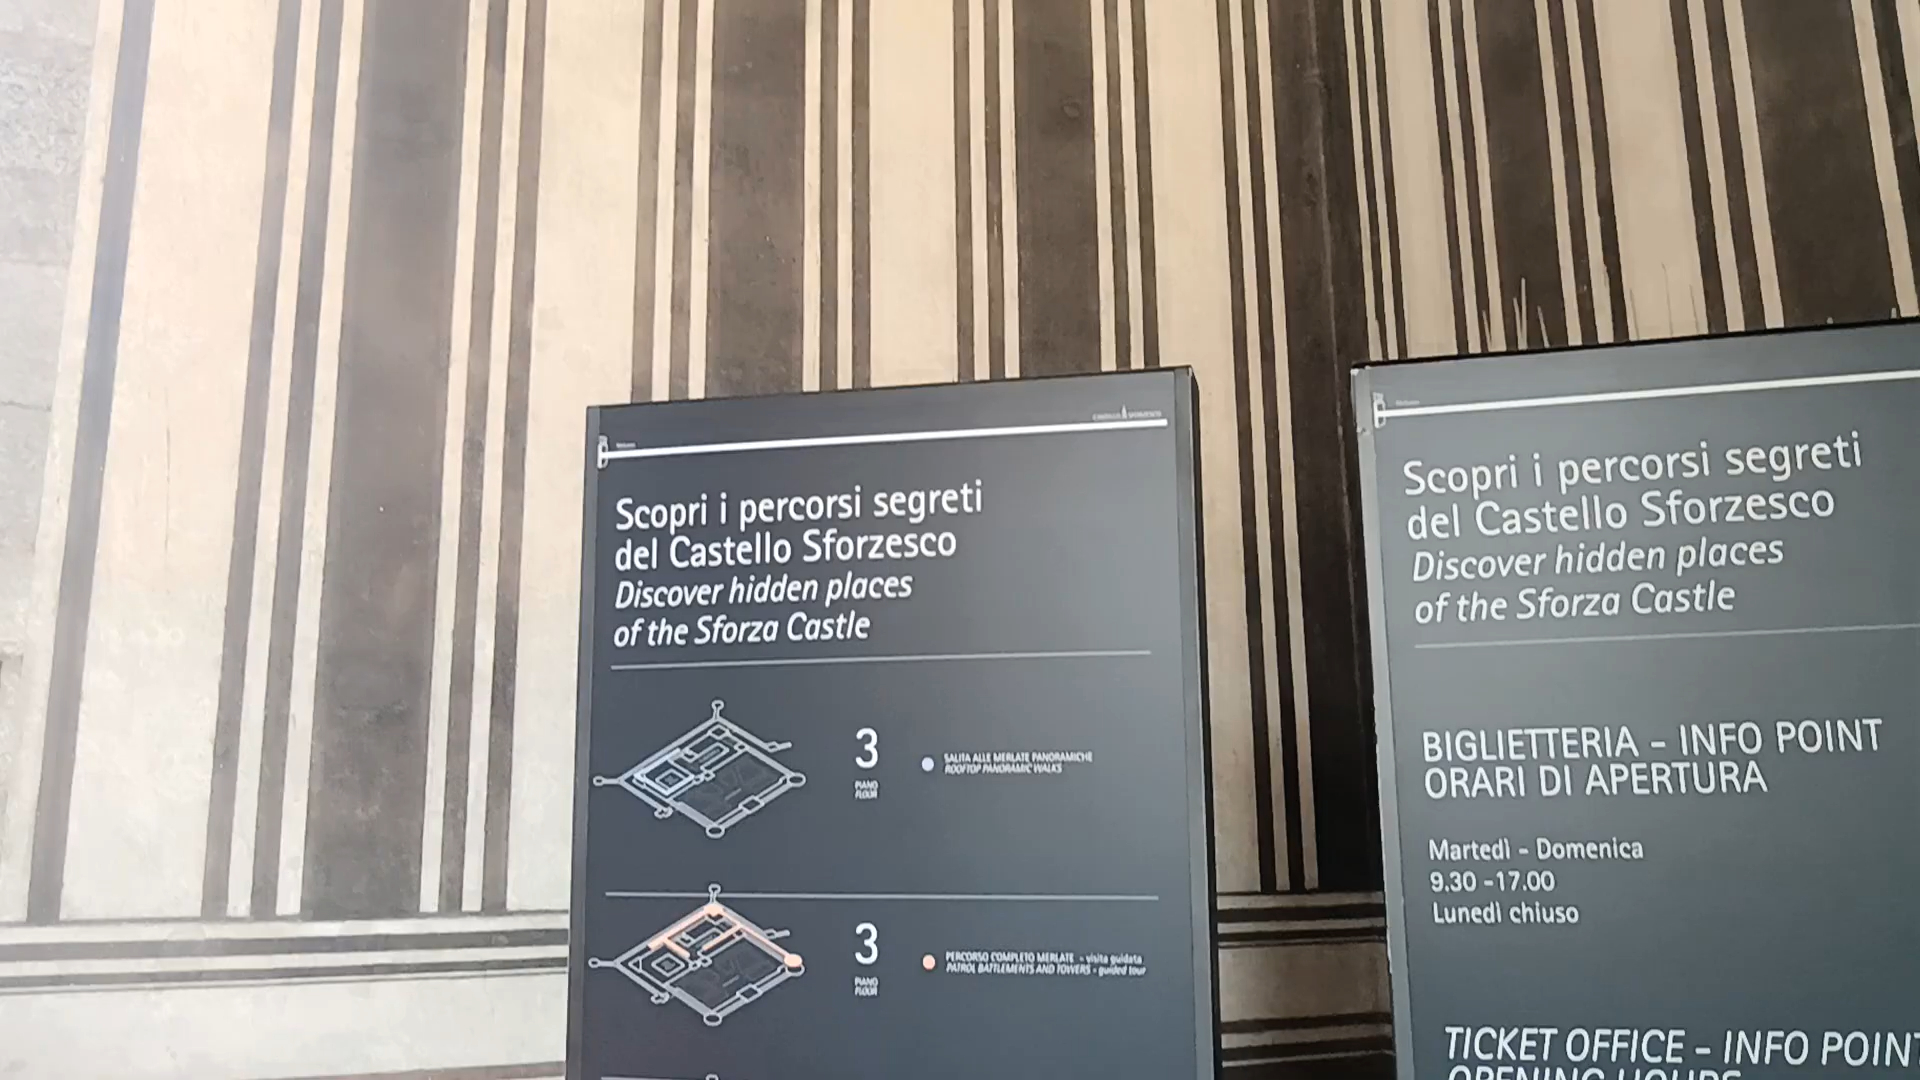 CASTELLO SFORZESCO
Scopri i percorsi segreti
del Castello Sforzesco
Discover hidden places
of the Sforza Castle
3
PIANO
FLOOR
SALITA ALLE MERLATE PANORAMICHE
ROOFTOP PANORAMIC WALKS
3
PIANO
FLOOR
PERCORSO COMPLETO MERLATE - visita guidata
PATROL BATTLEMENTS AND TOWERS - guided tour
Scopri i percorsi segreti
del Castello Sforzesco
Discover hidden places
of the Sforza Castle
BIGLIETTERIA - INFO POINT
ORARI DI APERTURA
Martedì - Domenica
9.30 -17.00
Lunedì chiuso
TICKET OFFICE - INFO POINT
OPENING HOURS